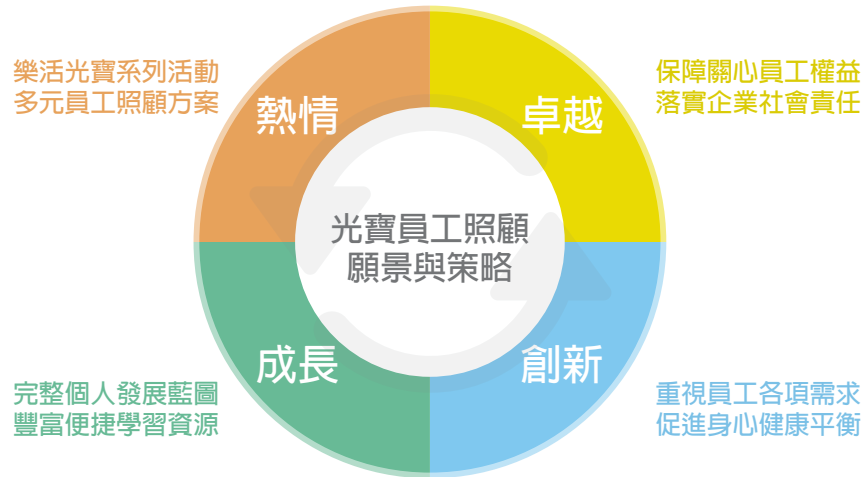 樂活光寶系列活動
多元員工照顧方案
熱情
卓越
保障關心員工權益
落實企業社會責任
光寶員工照顧
願景與策略
完整個人發展藍圖
豐富便捷學習資源
成長
創新
重視員工各項需求
促進身心健康平衡